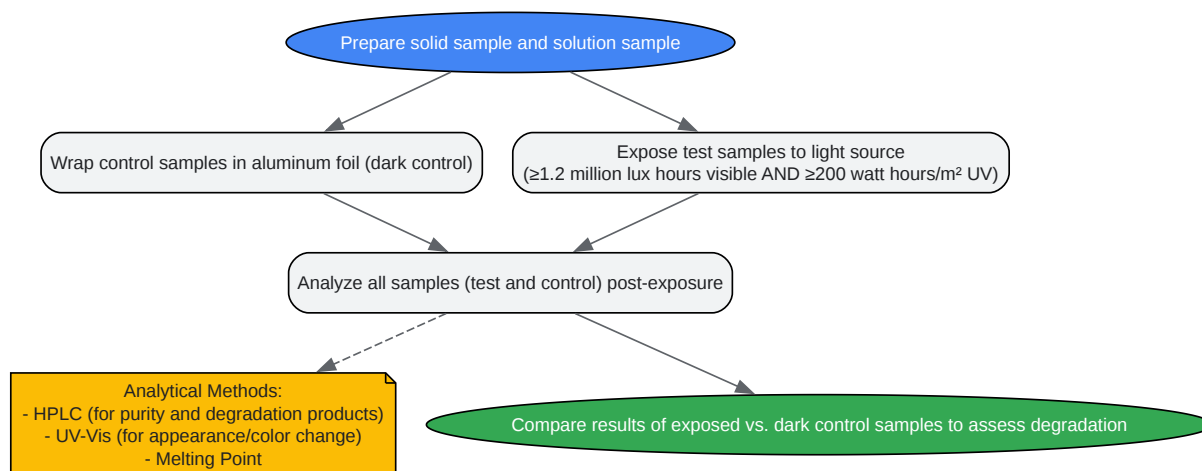 Prepare solid sample and solution sample
Wrap control samples in aluminum foil (dark control)
Expose test samples to light source
(≥1.2 million lux hours visible AND ≥200 watt hours/m² UV)
Analyze all samples (test and control) post-exposure
Analytical Methods:
- HPLC (for purity and degradation products)
- UV-Vis (for appearance/color change)
- Melting Point
Compare results of exposed vs. dark control samples to assess degradation